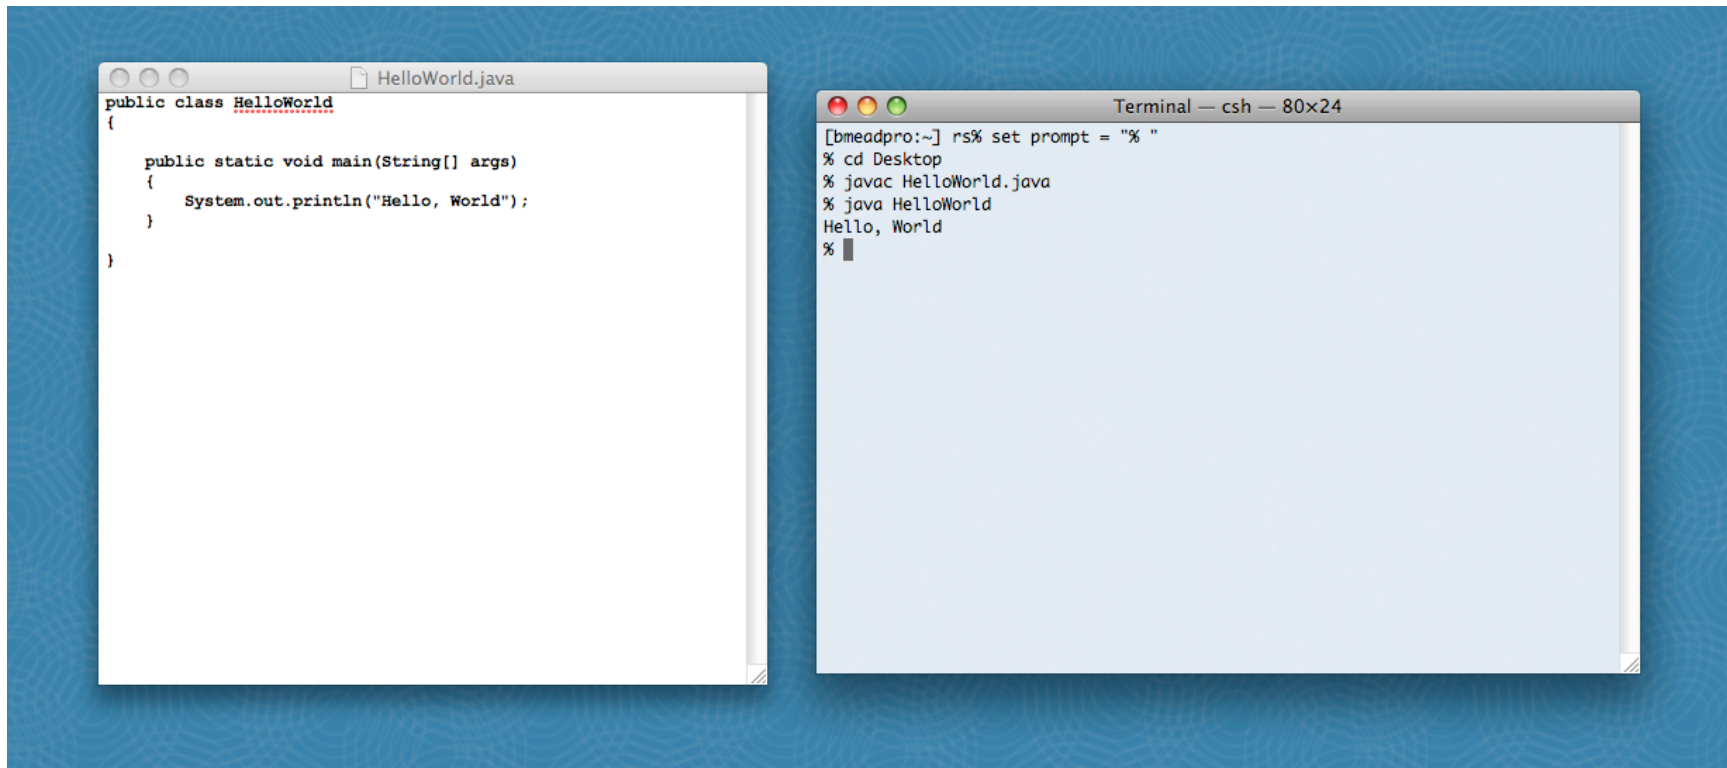 HelloWorld.java
public class HelloWorld
{
public static void main(String[] args)
{
System.out.println("Hello, World");
}
}
Terminal — csh — 80×24
[bmeadpro:~] rs% set prompt = "% "
% cd Desktop
% javac HelloWorld.java
% java HelloWorld
Hello, World
%